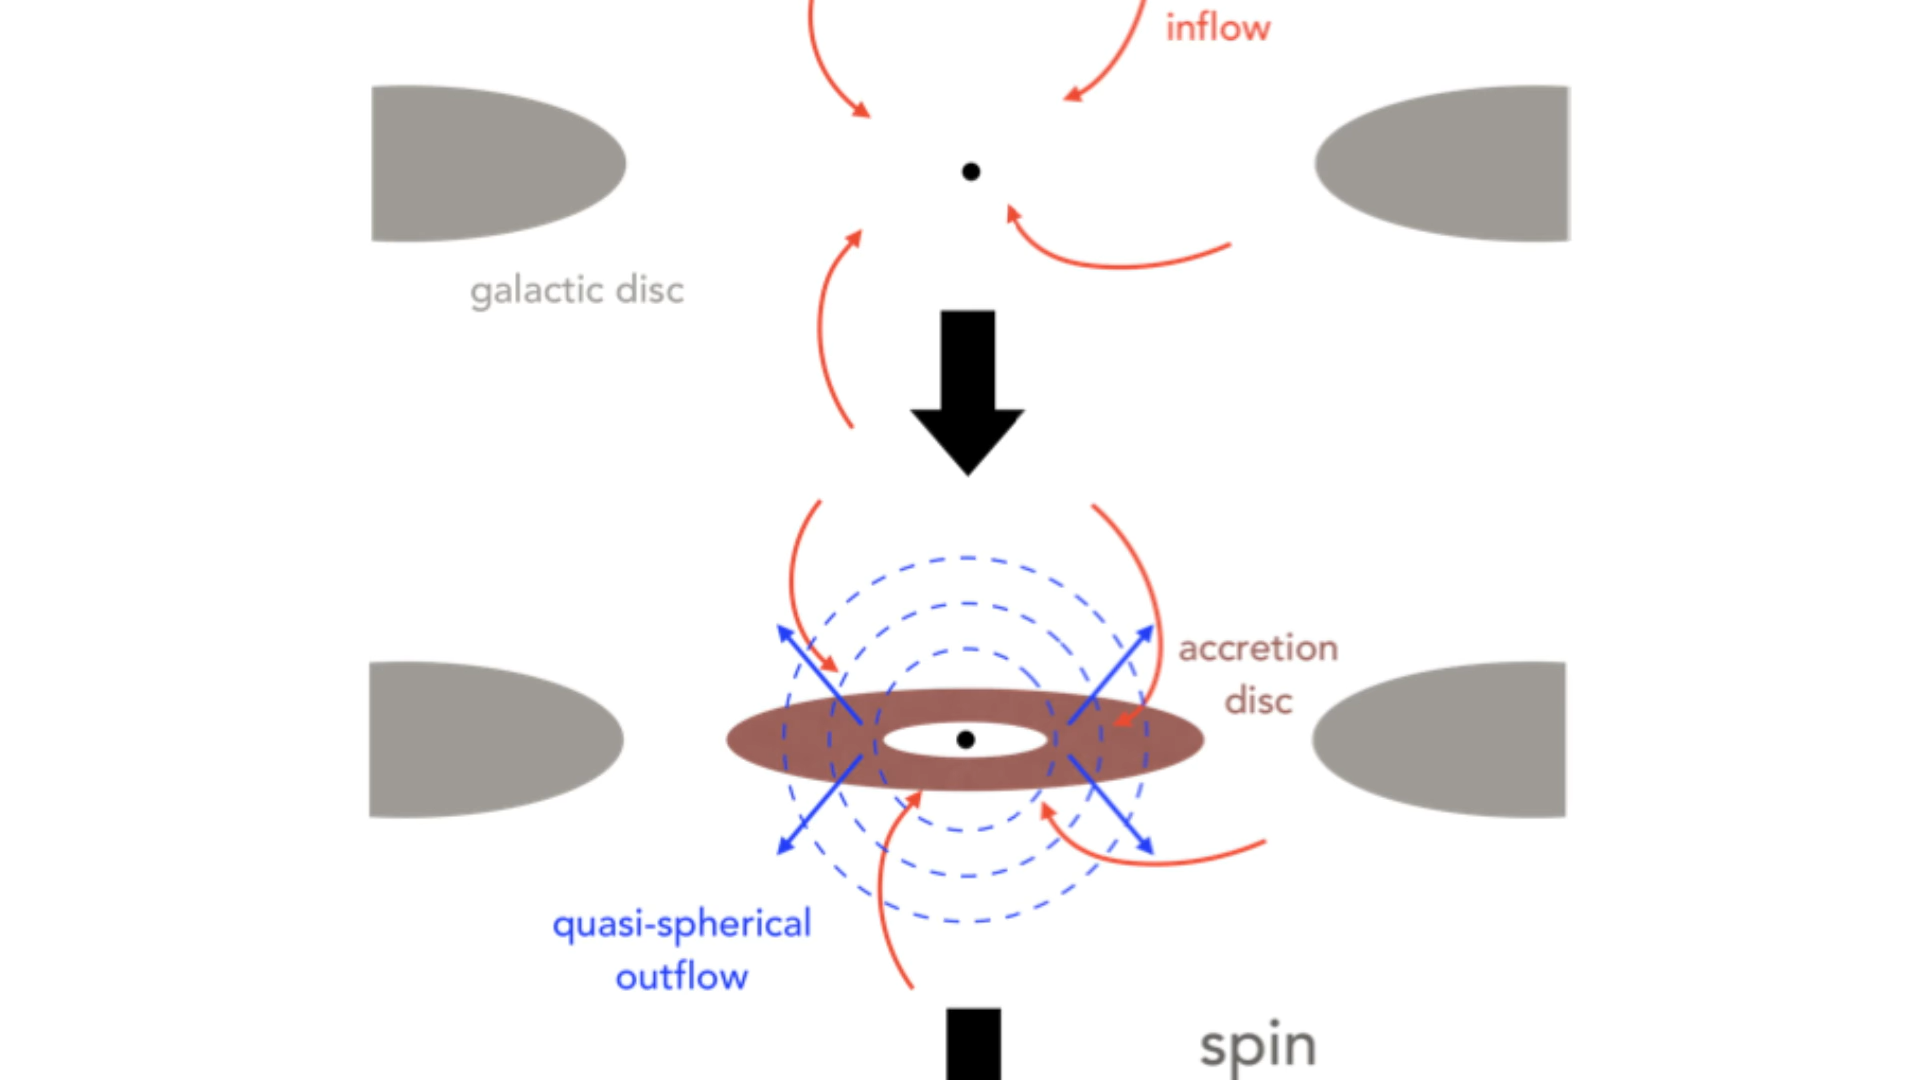 inflow
galactic disc
accretion
disc
quasi-spherical
outflow
spin